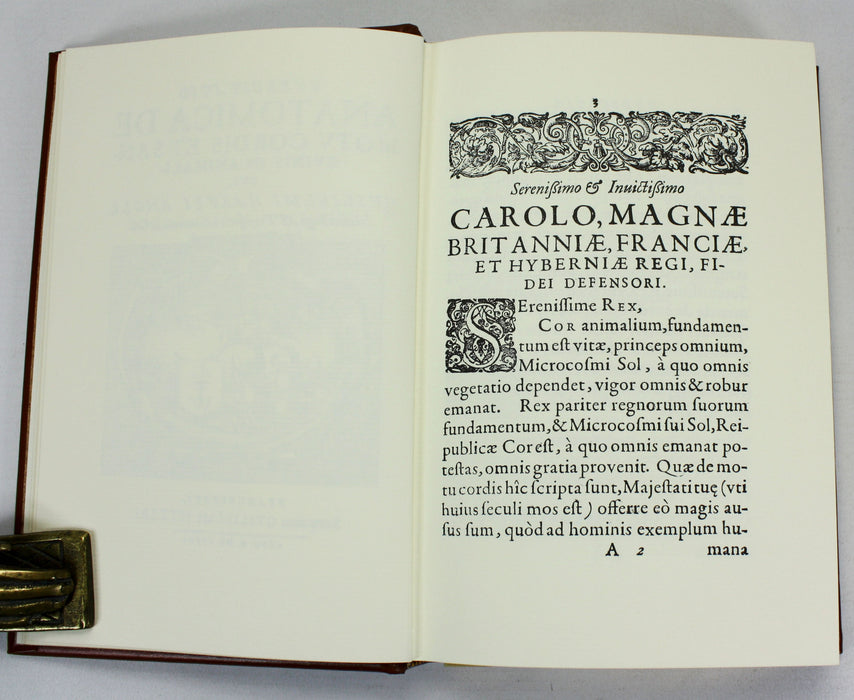 3
Sereniſsimo & Inuictiſsimo
CAROLO, MAGNÆ
BRITANNIÆ, FRANCIÆ,
ET HYBERNIÆ REGI, FI-
DEI DEFENSORI.
SEreniſſime REX,
COR animalium, fundamen-
tum eſt vitæ, princeps omnium,
Microcoſmi Sol, à quo omnis
vegetatio dependet, vigor omnis & robur
emanat. Rex pariter regnorum ſuorum
fundamentum, & Microcoſmi ſui Sol, Rei-
publicæ Cor eſt, à quo omnis emanat po-
teſtas, omnis gratia provenit. Quæ de mo-
tu cordis hîc ſcripta ſunt, Majeſtati tuę (vti
huius ſeculi mos eſt) offerre eò magis au-
ſus ſum, quòd ad hominis exemplum hu-
A 2 mana